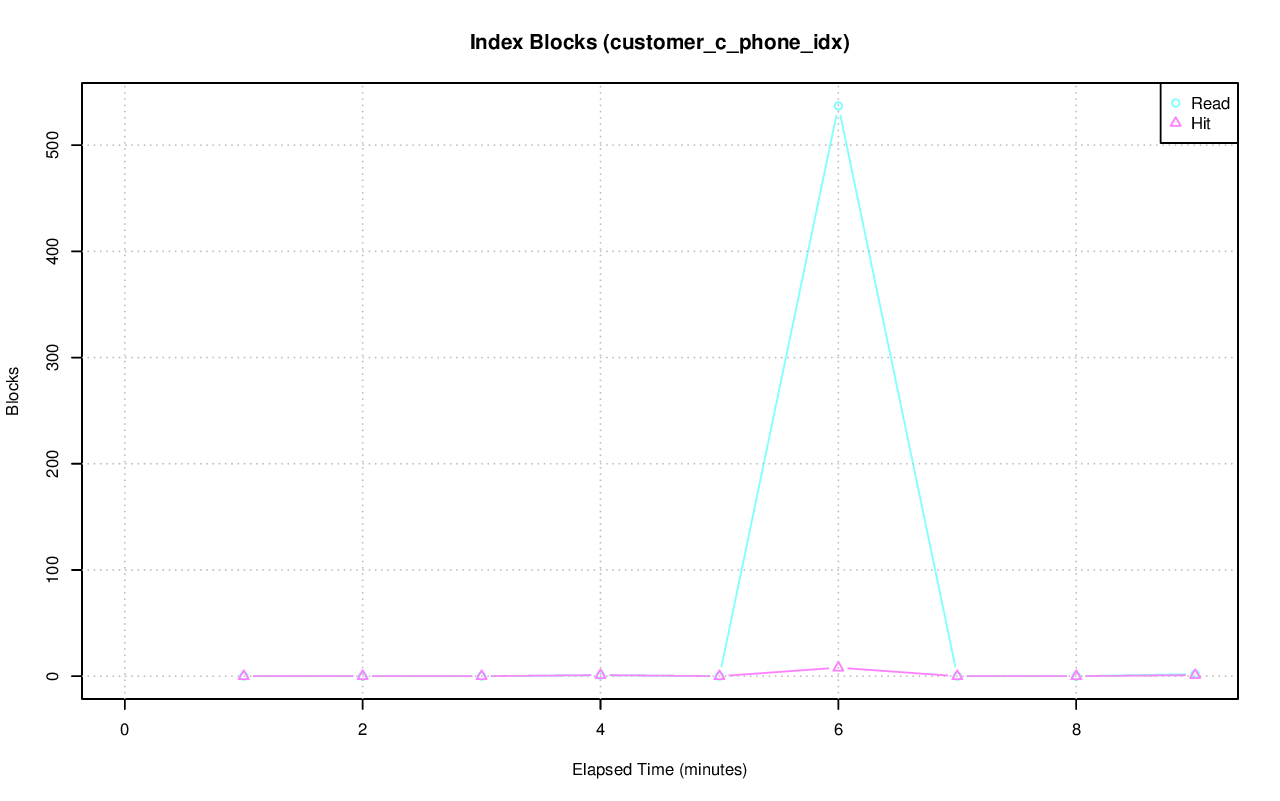 Index Blocks (customer_c_phone_idx)
Read
Hit
500
400
300
200
100
0
Blocks
0 2 4 6 8
Elapsed Time (minutes)